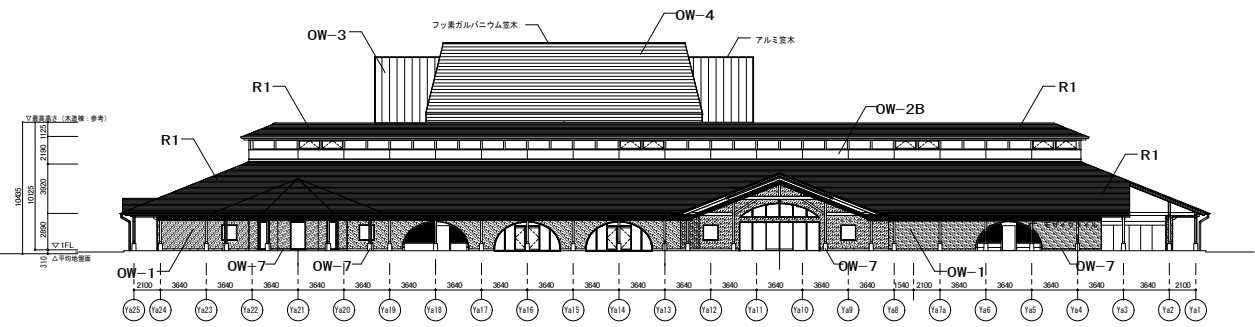 フッ素ガルバニウム笠木
OW-4
OW-3
アルミ笠木
R1
R1
OW-2B
▽最高高さ（木造棟：参考）
R1
R1
1125
2190
3920
2890
10435
10125
▽1FL
310
△平均地盤面
OW-1
OW-7
OW-7
OW-7
OW-1
OW-7
2100 3640 3640 3640 3640 3640 3640 3640 3640 3640 3640 3640 3640 3640 3640 3640 1540 2100 3640 3640 3640 3640 3640 2100
Ya25 Ya24 Ya23 Ya22 Ya21 Ya20 Ya19 Ya18 Ya17 Ya16 Ya15 Ya14 Ya13 Ya12 Ya11 Ya10 Ya9 Ya8 Ya7a Ya6 Ya5 Ya4 Ya3 Ya2 Ya1